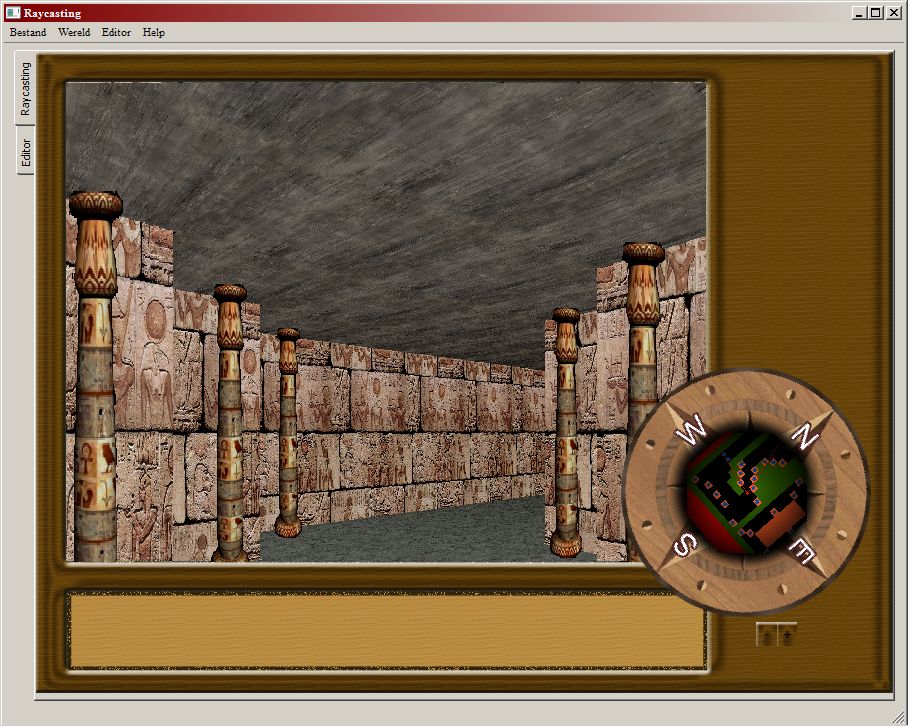 Raycasting
Bestand Wereld Editor Help
Raycasting
Editor
W
N
S
E
- +